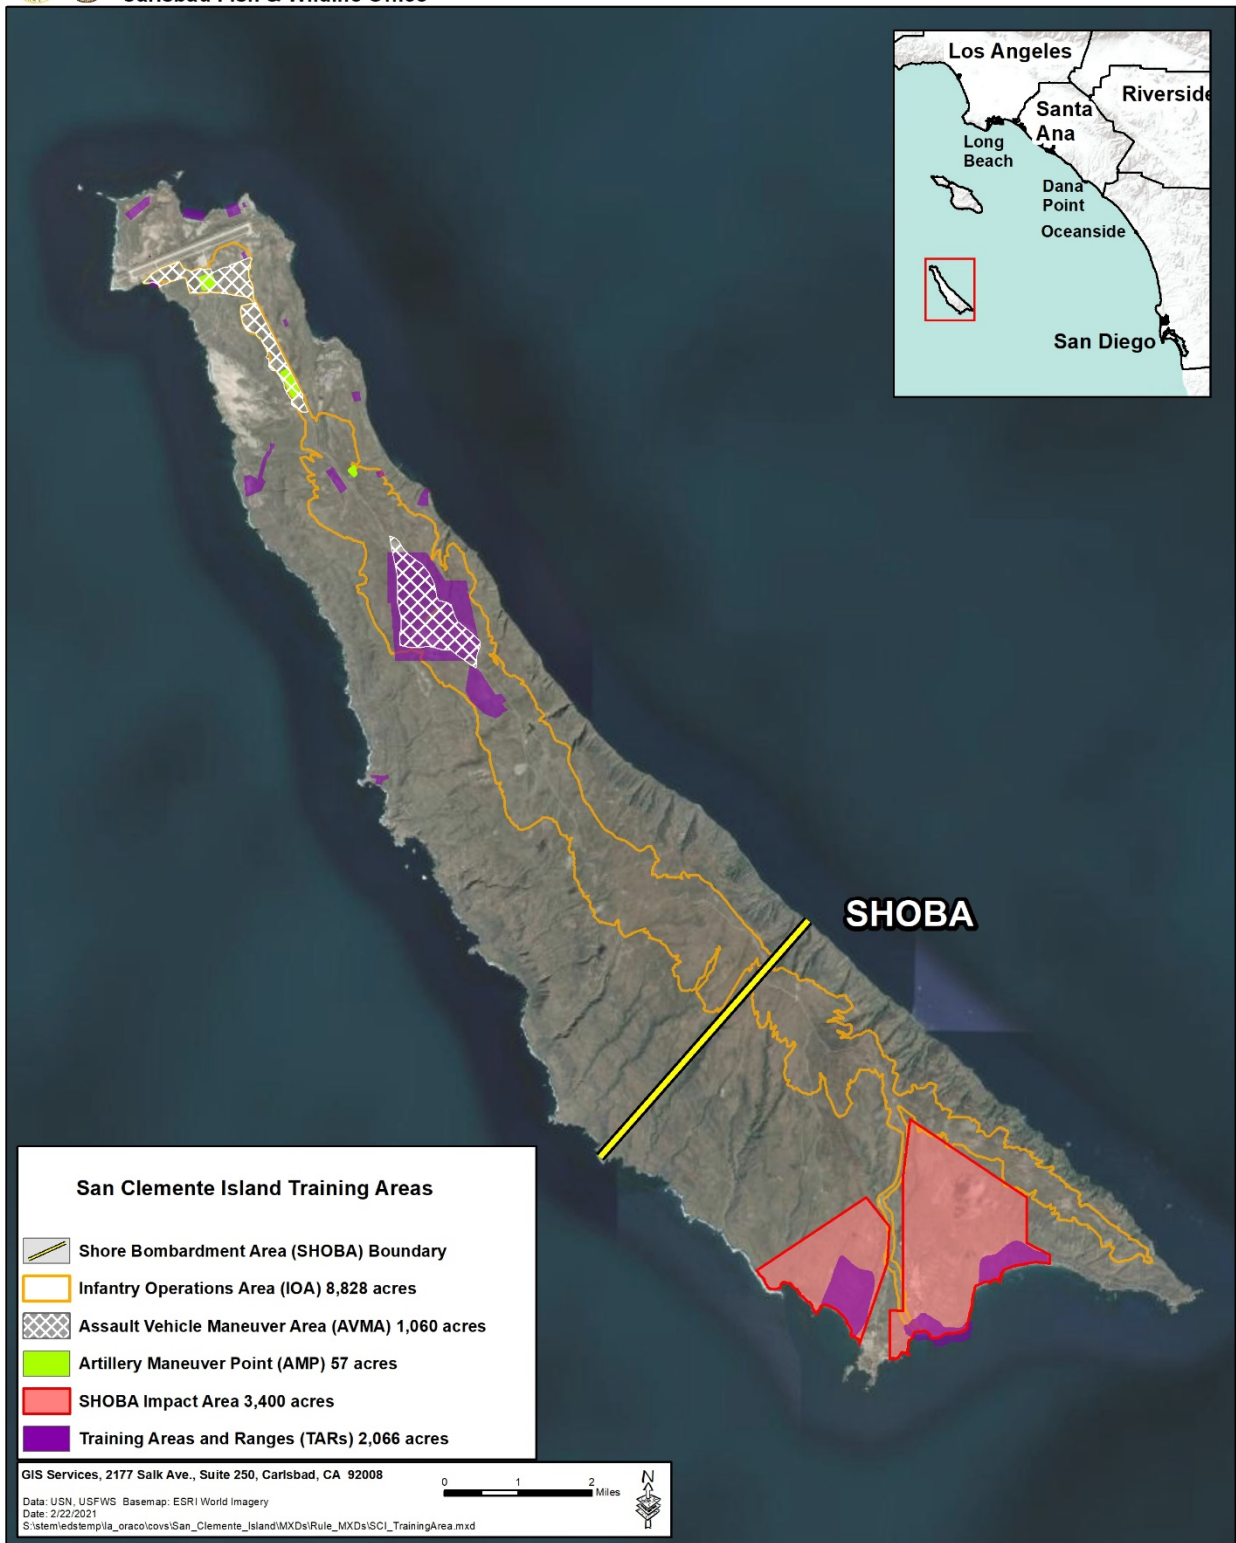 Carlsbad Fish & Wildlife Office
Los Angeles
Riverside
Santa
Ana
Long
Beach
Dana
Point
Oceanside
San Diego
SHOBA
San Clemente Island Training Areas
Shore Bombardment Area (SHOBA) Boundary
Infantry Operations Area (IOA) 8,828 acres
Assault Vehicle Maneuver Area (AVMA) 1,060 acres
Artillery Maneuver Point (AMP) 57 acres
SHOBA Impact Area 3,400 acres
Training Areas and Ranges (TARs) 2,066 acres
GIS Services, 2177 Salk Ave., Suite 250, Carlsbad, CA 92008
Data: USN, USFWS Basemap: ESRI World Imagery
Date: 2/22/2021
S:\stem\edstemp\la_oraco\covs\San_Clemente_Island\MXDs\Rule_MXDs\SCI_TrainingArea.mxd
0 1 2
Miles
N